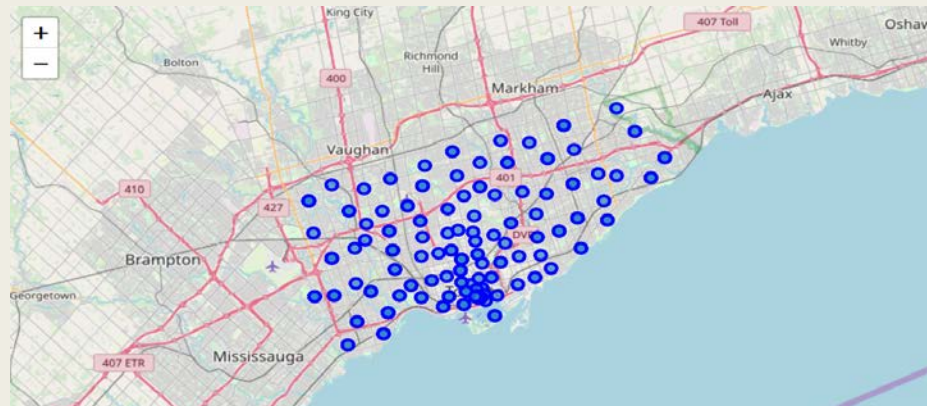 +
−
King City
407 Toll
Oshaw
Bolton
Richmond
Hill
Whitby
400
Markham
Ajax
Vaughan
401
410
427
DVP
Brampton
Georgetown
Mississauga
407 ETR